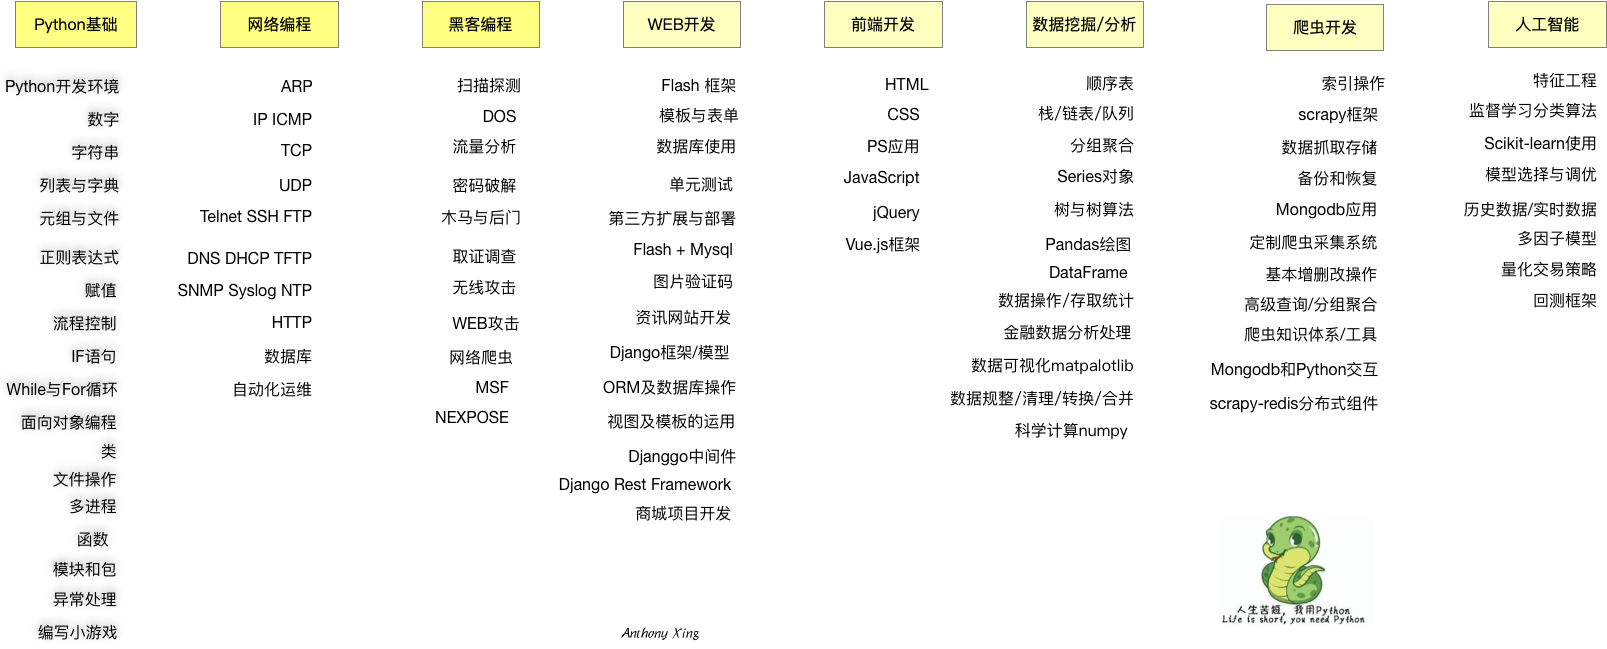 Python基础
Python开发环境
数字
字符串
列表与字典
元组与文件
正则表达式
赋值
流程控制
IF语句
While与For循环
面向对象编程
类
文件操作
多进程
函数
模块和包
异常处理
编写小游戏
网络编程
ARP
IP ICMP
TCP
UDP
Telnet SSH FTP
DNS DHCP TFTP
SNMP Syslog NTP
HTTP
数据库
自动化运维
黑客编程
扫描探测
DOS
流量分析
密码破解
木马与后门
取证调查
无线攻击
WEB攻击
网络爬虫
MSF
NEXPOSE
WEB开发
Flash 框架
模板与表单
数据库使用
单元测试
第三方扩展与部署
Flash + Mysql
图片验证码
资讯网站开发
Django框架/模型
ORM及数据库操作
视图及模板的运用
Djanggo中间件
Django Rest Framework
商城项目开发
前端开发
HTML
CSS
PS应用
JavaScript
jQuery
Vue.js框架
数据挖掘/分析
顺序表
栈/链表/队列
分组聚合
Series对象
树与树算法
Pandas绘图
DataFrame
数据操作/存取统计
金融数据分析处理
数据可视化matpalotlib
数据规整/清理/转换/合并
科学计算numpy
爬虫开发
索引操作
scrapy框架
数据抓取存储
备份和恢复
Mongodb应用
定制爬虫采集系统
基本增删改操作
高级查询/分组聚合
爬虫知识体系/工具
Mongodb和Python交互
scrapy-redis分布式组件
人工智能
特征工程
监督学习分类算法
Scikit-learn使用
模型选择与调优
历史数据/实时数据
多因子模型
量化交易策略
回测框架
人生苦短，我用Python
Life is short, you need Python
Anthony Xing